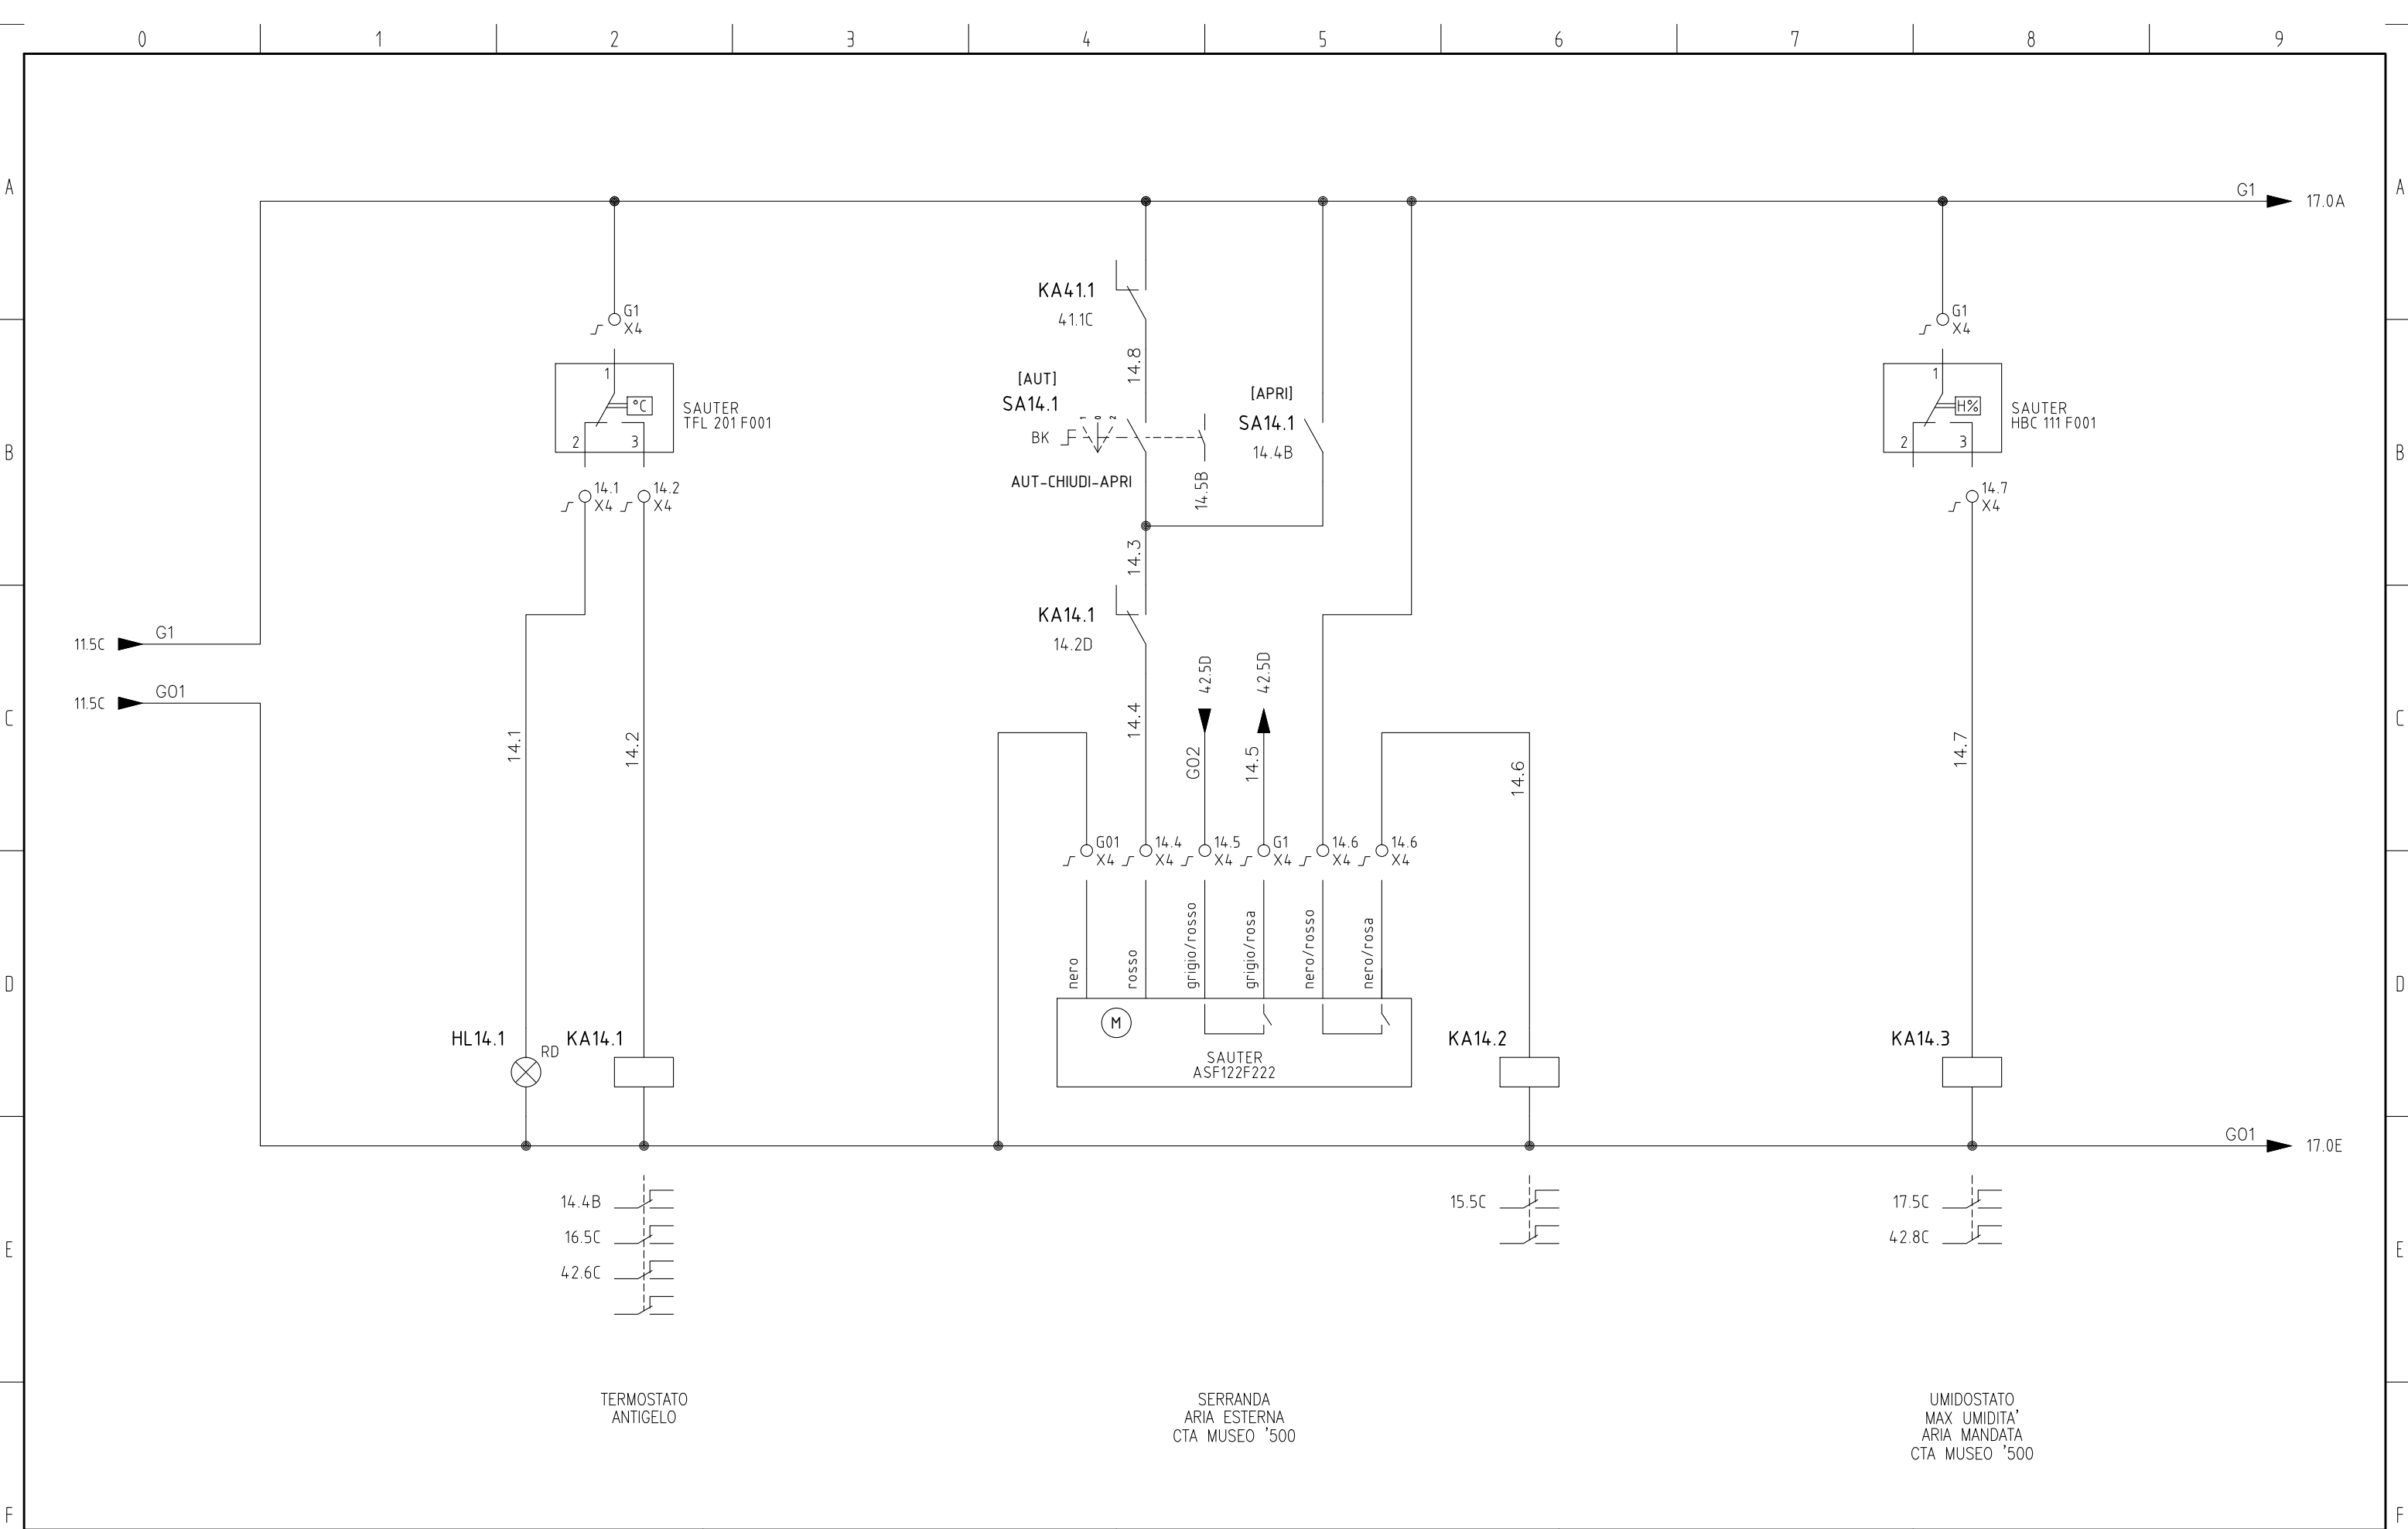 0 1 2 3 4 5 6 7 8 9
A A
G1 17.0A
KA41.1
41.1C
G1
X4
G1
X4
14.8
[AUT]
SA14.1
1 0 2
BK
AUT-CHIUDI-APRI
14.5B
[APRI]
SA14.1
14.4B
1
°C
2 3
SAUTER
TFL 201 F001
1
H%
2 3
SAUTER
HBC 111 F001
B B
14.1
X4
14.2
X4
14.7
X4
14.3
KA14.1
14.2D
11.5C G1
11.5C G01
C C
14.1
14.2
14.4
42.5D
G02
42.5D
14.5
14.6
14.7
G01
X4
14.4
X4
14.5
X4
G1
X4
14.6
X4
14.6
X4
nero
rosso
grigio/rosso
grigio/rosa
nero/rosso
nero/rosa
D D
M
SAUTER
ASF122F222
HL14.1
RD
KA14.1
KA14.2
KA14.3
G01 17.0E
14.4B
16.5C
42.6C
15.5C
17.5C
42.8C
E E
TERMOSTATO
ANTIGELO
SERRANDA
ARIA ESTERNA
CTA MUSEO '500
UMIDOSTATO
MAX UMIDITA'
ARIA MANDATA
CTA MUSEO '500
F F